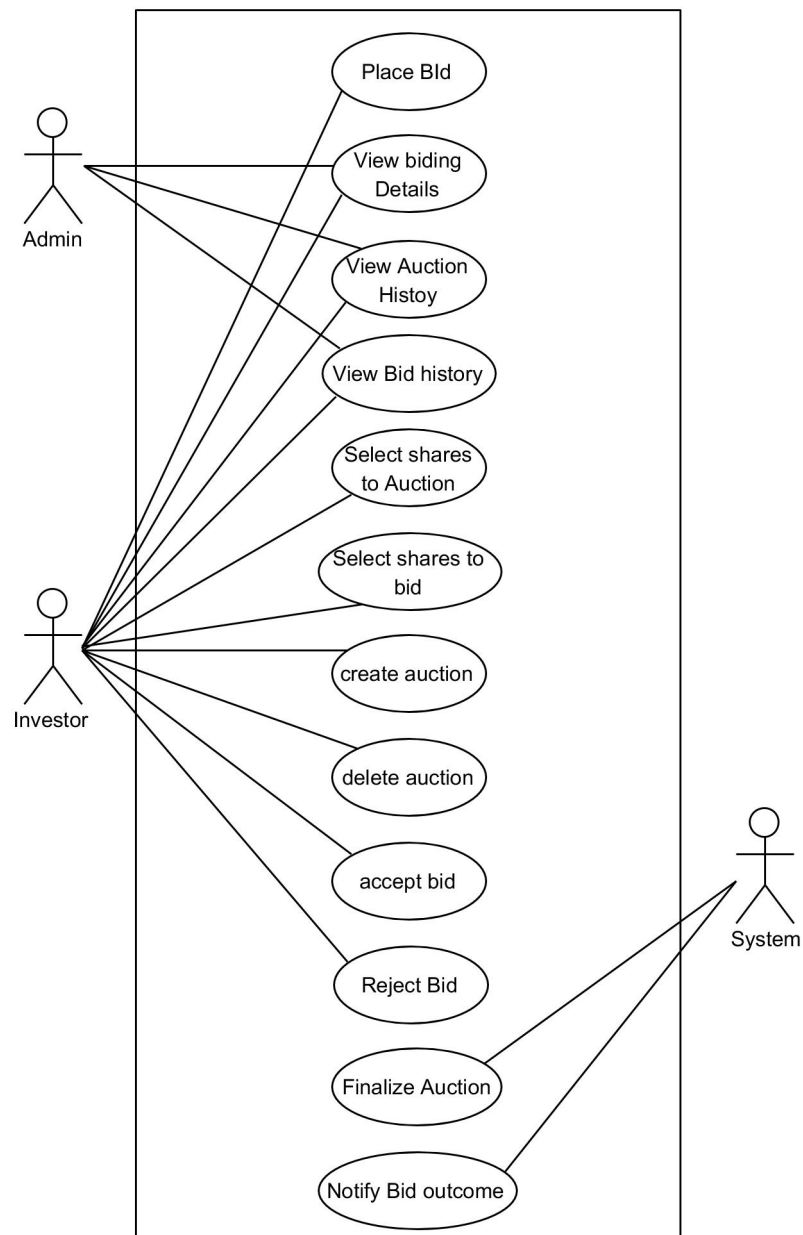 Place BId
View biding
Details
Admin
View Auction
Histoy
View Bid history
Select shares
to Auction
Select shares to
bid
create auction
Investor
delete auction
accept bid
System
Reject Bid
Finalize Auction
Notify Bid outcome